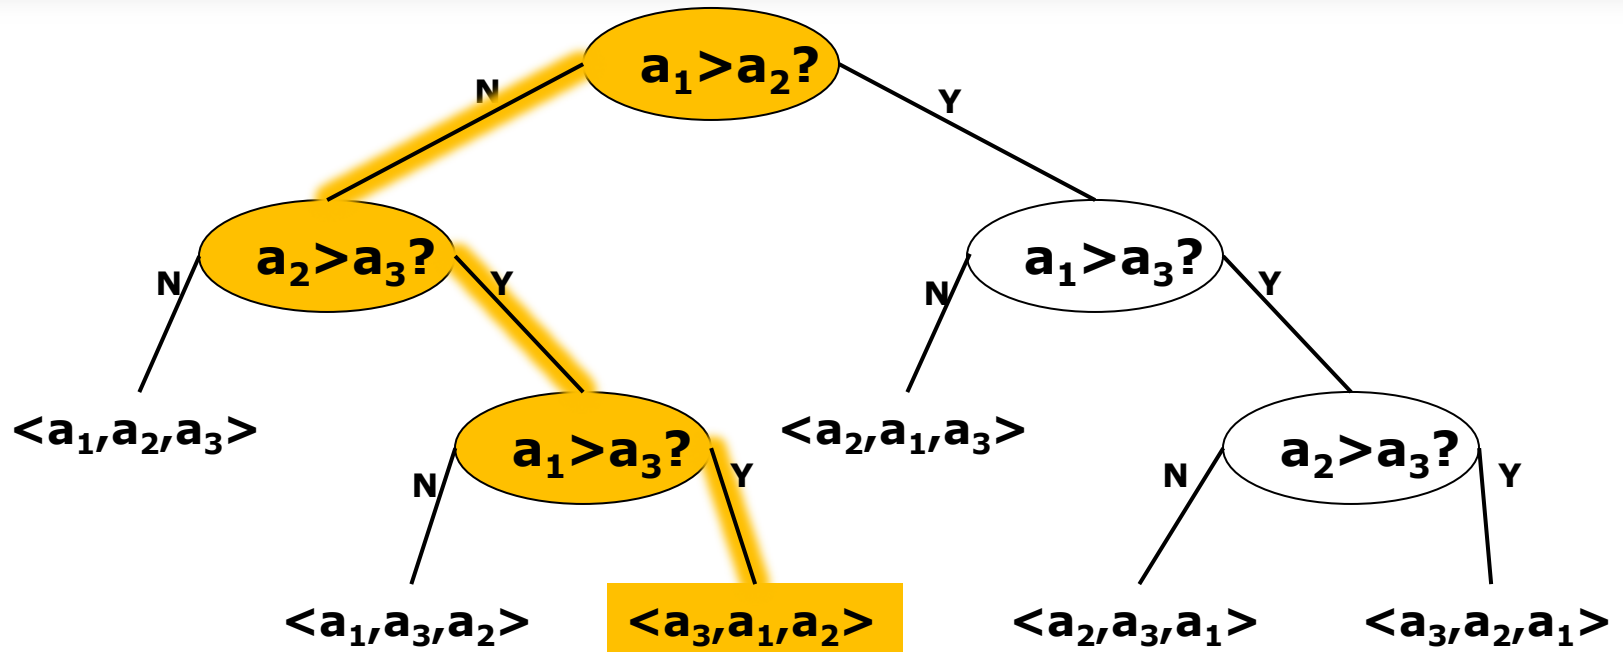 a₁>a₂?
N
Y
a₂>a₃?
a₁>a₃?
N
Y
N
Y
<a₁,a₂,a₃>
a₁>a₃?
<a₂,a₁,a₃>
a₂>a₃?
N
Y
N
Y
<a₁,a₃,a₂>
<a₃,a₁,a₂>
<a₂,a₃,a₁>
<a₃,a₂,a₁>